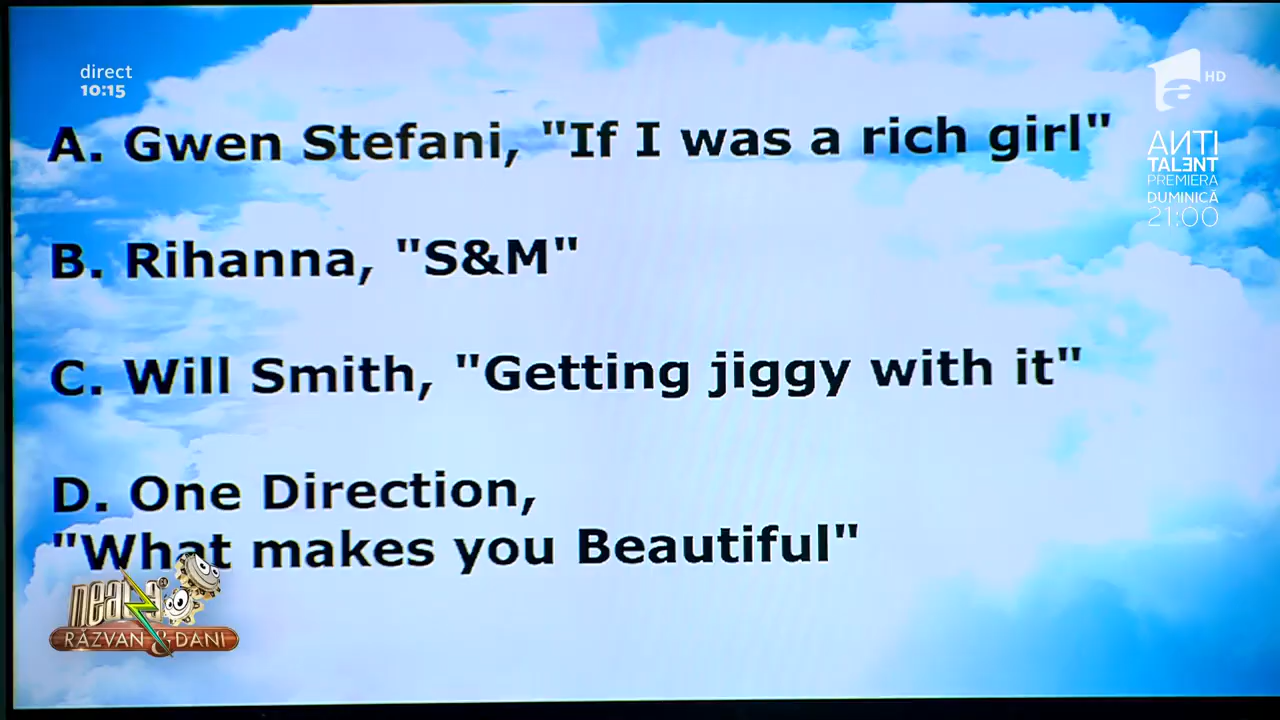 direct
10:15
HD
ANTI
TALENT
PREMIERA
DUMINICĂ
21:00
A. Gwen Stefani, "If I was a rich girl"
B. Rihanna, "S&M"
C. Will Smith, "Getting jiggy with it"
D. One Direction,
"What makes you Beautiful"
RĂZVAN & DANI